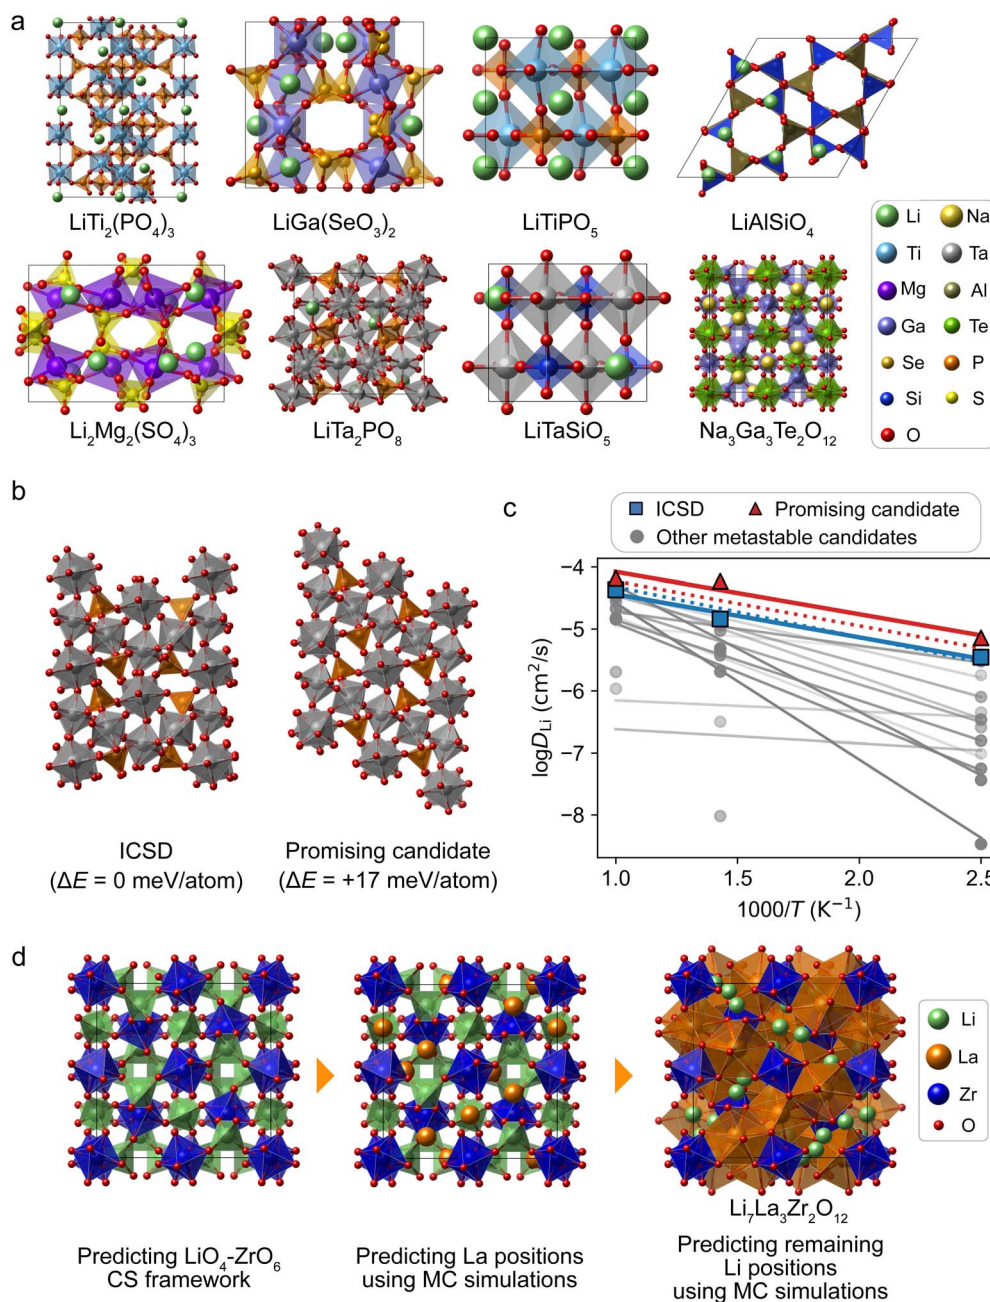 a
LiTi₂(PO₄)₃
LiGa(SeO₃)₂
LiTiPO₅
LiAlSiO₄
Li₂Mg₂(SO₄)₃
LiTa₂PO₈
LiTaSiO₅
Na₃Ga₃Te₂O₁₂
Li Na
Ti Ta
Mg Al
Ga Te
Se P
Si S
O
b
ICSD
(ΔE = 0 meV/atom)
Promising candidate
(ΔE = +17 meV/atom)
c
ICSD Promising candidate
Other metastable candidates
logD_Li (cm²/s)
−4
−5
−6
−7
−8
1.0 1.5 2.0 2.5
1000/T (K⁻¹)
d
Li
La
Zr
O
Predicting LiO₄-ZrO₆
CS framework
Predicting La positions
using MC simulations
Li₇La₃Zr₂O₁₂
Predicting remaining
Li positions
using MC simulations